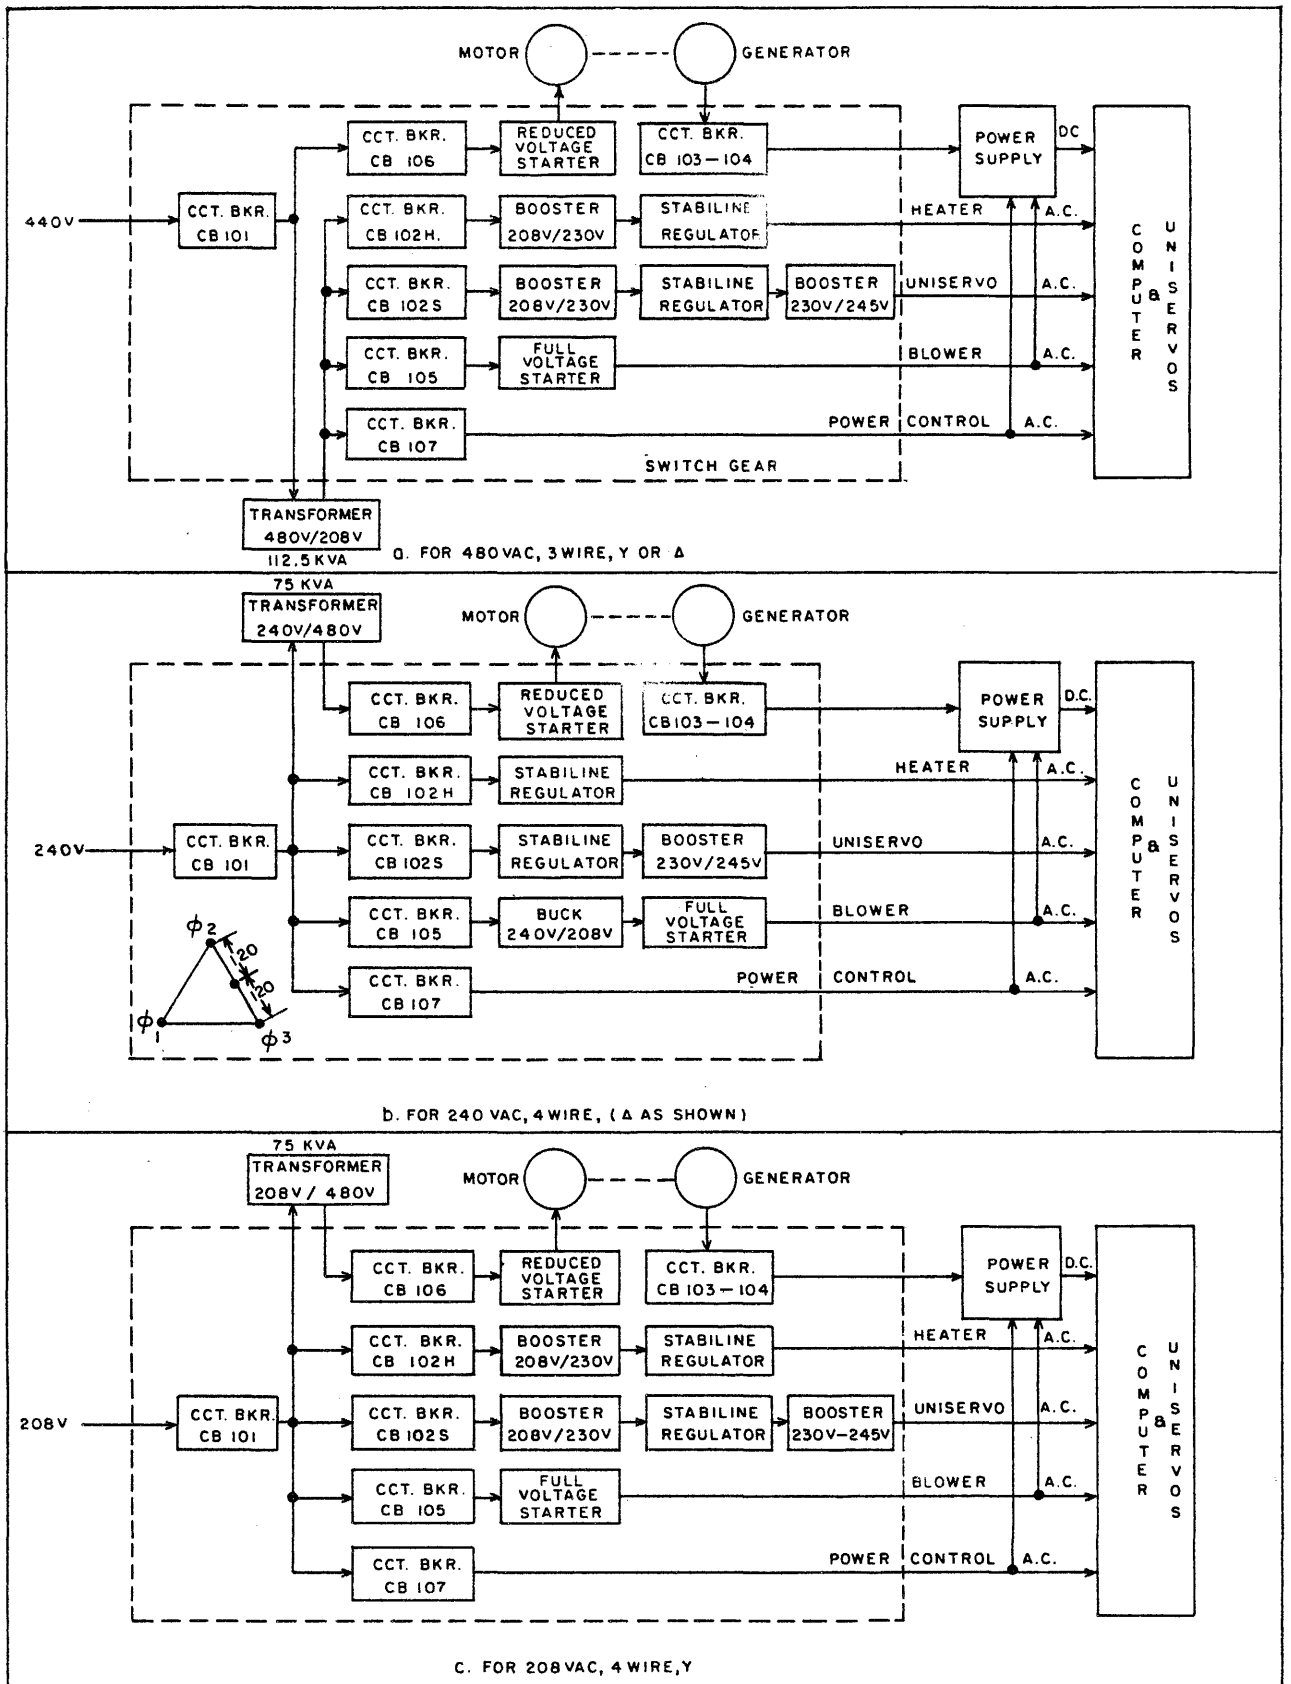 MOTOR
GENERATOR
CCT. BKR.
CB 106
REDUCED
VOLTAGE
STARTER
CCT. BKR.
CB 103-104
POWER
SUPPLY
DC
440V
CCT. BKR.
CB 101
CCT. BKR.
CB 102H.
BOOSTER
208V/230V
STABILINE
REGULATOR
HEATER
A.C.
CCT. BKR.
CB 102S
BOOSTER
208V/230V
STABILINE
REGULATOR
BOOSTER
230V/245V
UNISERVO
A.C.
CCT. BKR.
CB 105
FULL
VOLTAGE
STARTER
BLOWER
A.C.
CCT. BKR.
CB 107
POWER CONTROL
A.C.
COMPUTER
&
UNISERVOS
SWITCH GEAR
TRANSFORMER
480V/208V
112.5 KVA
a. FOR 480VAC, 3 WIRE, Y OR Δ
75 KVA
TRANSFORMER
240V/480V
MOTOR
GENERATOR
CCT. BKR.
CB 106
REDUCED
VOLTAGE
STARTER
CCT. BKR.
CB103-104
POWER
SUPPLY
D.C.
CCT. BKR.
CB 102H
STABILINE
REGULATOR
HEATER
A.C.
240V
CCT. BKR.
CB 101
CCT. BKR.
CB 102S
STABILINE
REGULATOR
BOOSTER
230V/245V
UNISERVO
A.C.
CCT. BKR.
CB 105
BUCK
240V/208V
FULL
VOLTAGE
STARTER
BLOWER
A.C.
CCT. BKR.
CB107
POWER CONTROL
A.C.
COMPUTER
&
UNISERVOS
ϕ2
20
20
ϕ1
ϕ3
b. FOR 240 VAC, 4 WIRE, (Δ AS SHOWN)
75 KVA
TRANSFORMER
208V/ 480V
MOTOR
GENERATOR
CCT. BKR.
CB 106
REDUCED
VOLTAGE
STARTER
CCT. BKR.
CB 103-104
POWER
SUPPLY
D.C.
CCT. BKR.
CB 102H
BOOSTER
208V/230V
STABILINE
REGULATOR
HEATER
A.C.
208V
CCT. BKR.
CB 101
CCT. BKR.
CB 102S
BOOSTER
208V/230V
STABILINE
REGULATOR
BOOSTER
230V-245V
UNISERVO
A.C.
CCT. BKR.
CB 105
FULL
VOLTAGE
STARTER
BLOWER
A.C.
CCT. BKR.
CB 107
POWER CONTROL
A.C.
COMPUTER
&
UNISERVOS
C. FOR 208 VAC, 4 WIRE, Y